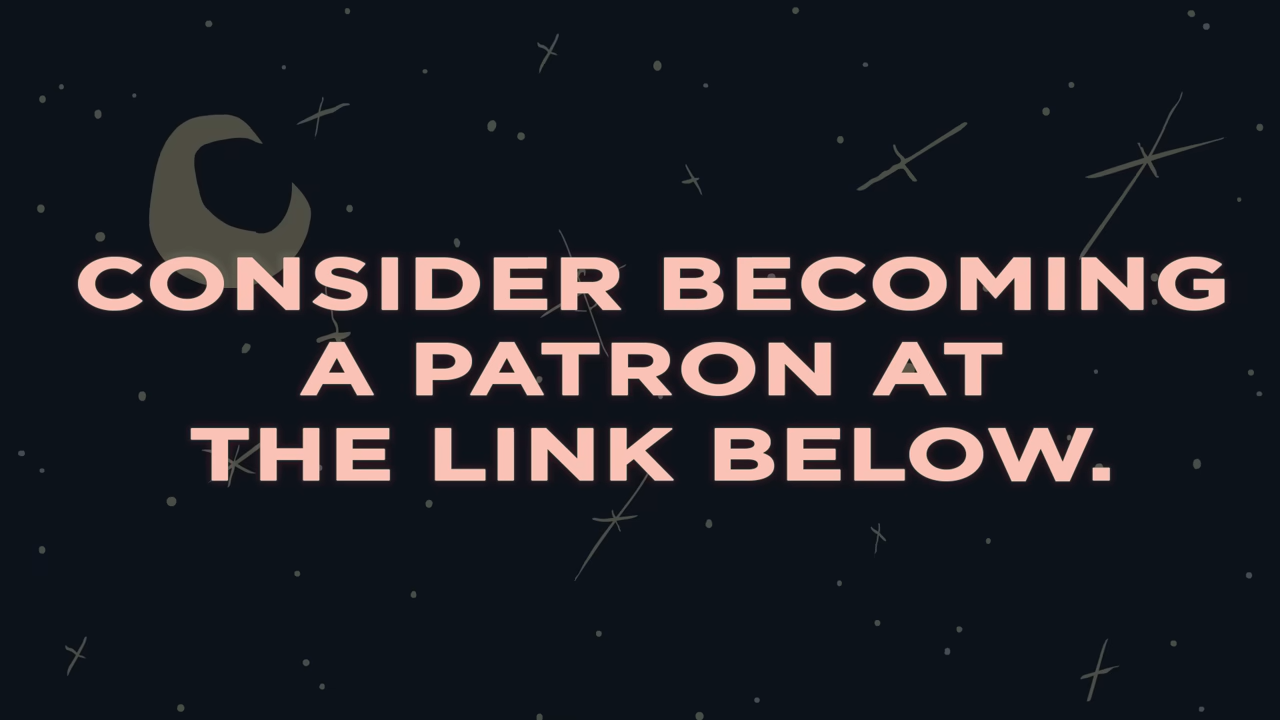 CONSIDER BECOMING
A PATRON AT
THE LINK BELOW.